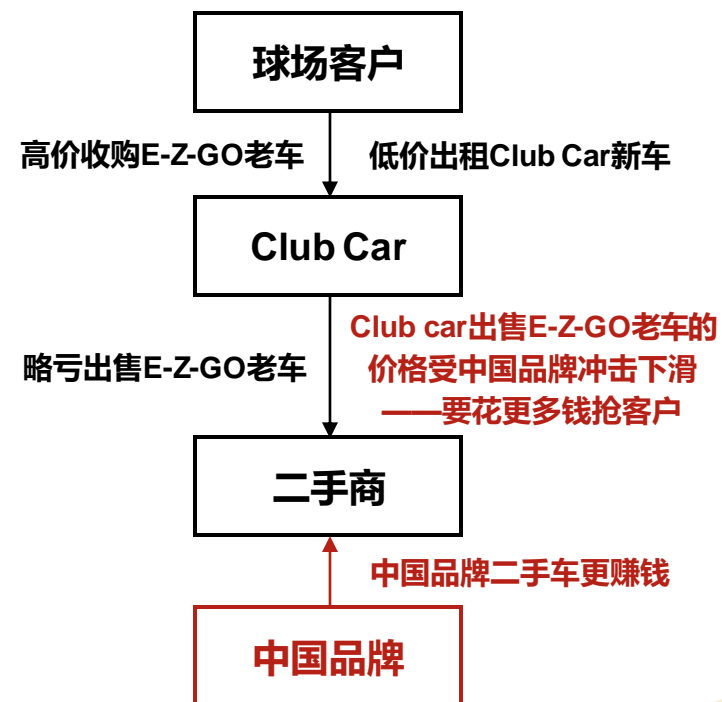 球场客户
高价收购E-Z-GO老车
低价出租Club Car新车
Club Car
Club car出售E-Z-GO老车的
价格受中国品牌冲击下滑
——要花更多钱抢客户
略亏出售E-Z-GO老车
二手商
中国品牌二手车更赚钱
中国品牌